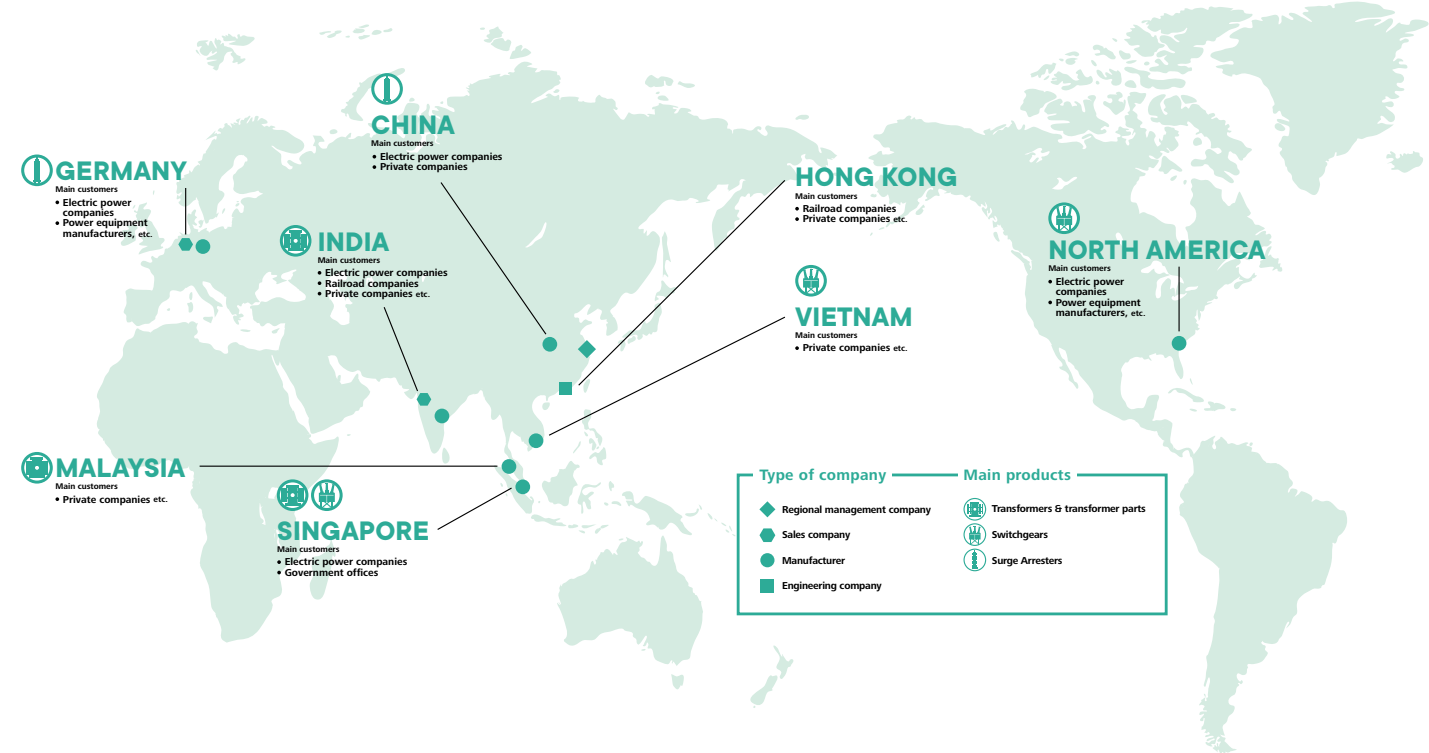 CHINA
Main customers
• Electric power companies
• Private companies
GERMANY
Main customers
• Electric power
companies
• Power equipment
manufacturers, etc.
HONG KONG
Main customers
• Railroad companies
• Private companies etc.
NORTH AMERICA
Main customers
• Electric power
companies
• Power equipment
manufacturers, etc.
INDIA
Main customers
• Electric power companies
• Railroad companies
• Private companies etc.
VIETNAM
Main customers
• Private companies etc.
MALAYSIA
Main customers
• Private companies etc.
SINGAPORE
Main customers
• Electric power companies
• Government offices
Type of company
Regional management company
Sales company
Manufacturer
Engineering company
Main products
Transformers & transformer parts
Switchgears
Surge Arresters